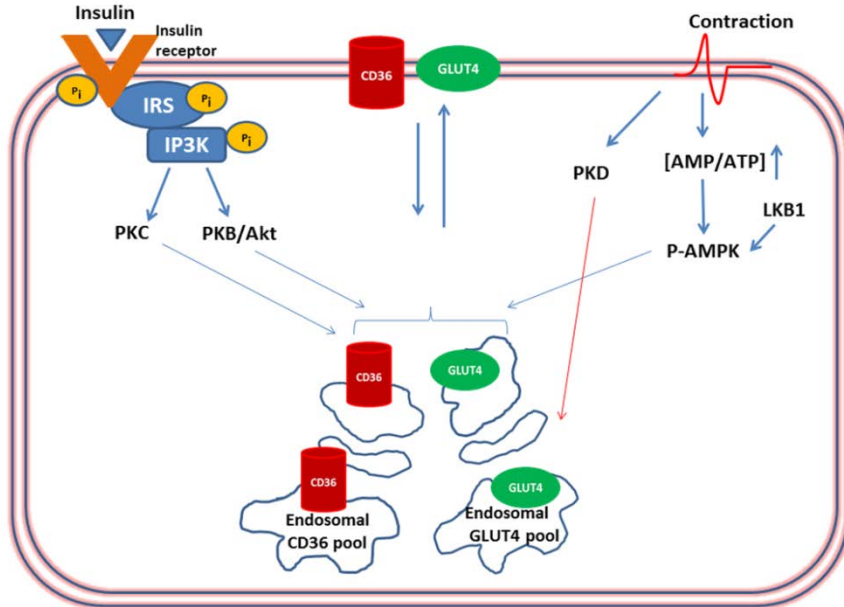 Insulin
Insulin
receptor
Pi
IRS
Pi
IP3K
Pi
PKC
PKB/Akt
CD36
GLUT4
Contraction
PKD
[AMP/ATP]
LKB1
P-AMPK
CD36
GLUT4
CD36
Endosomal
CD36 pool
GLUT4
Endosomal
GLUT4 pool